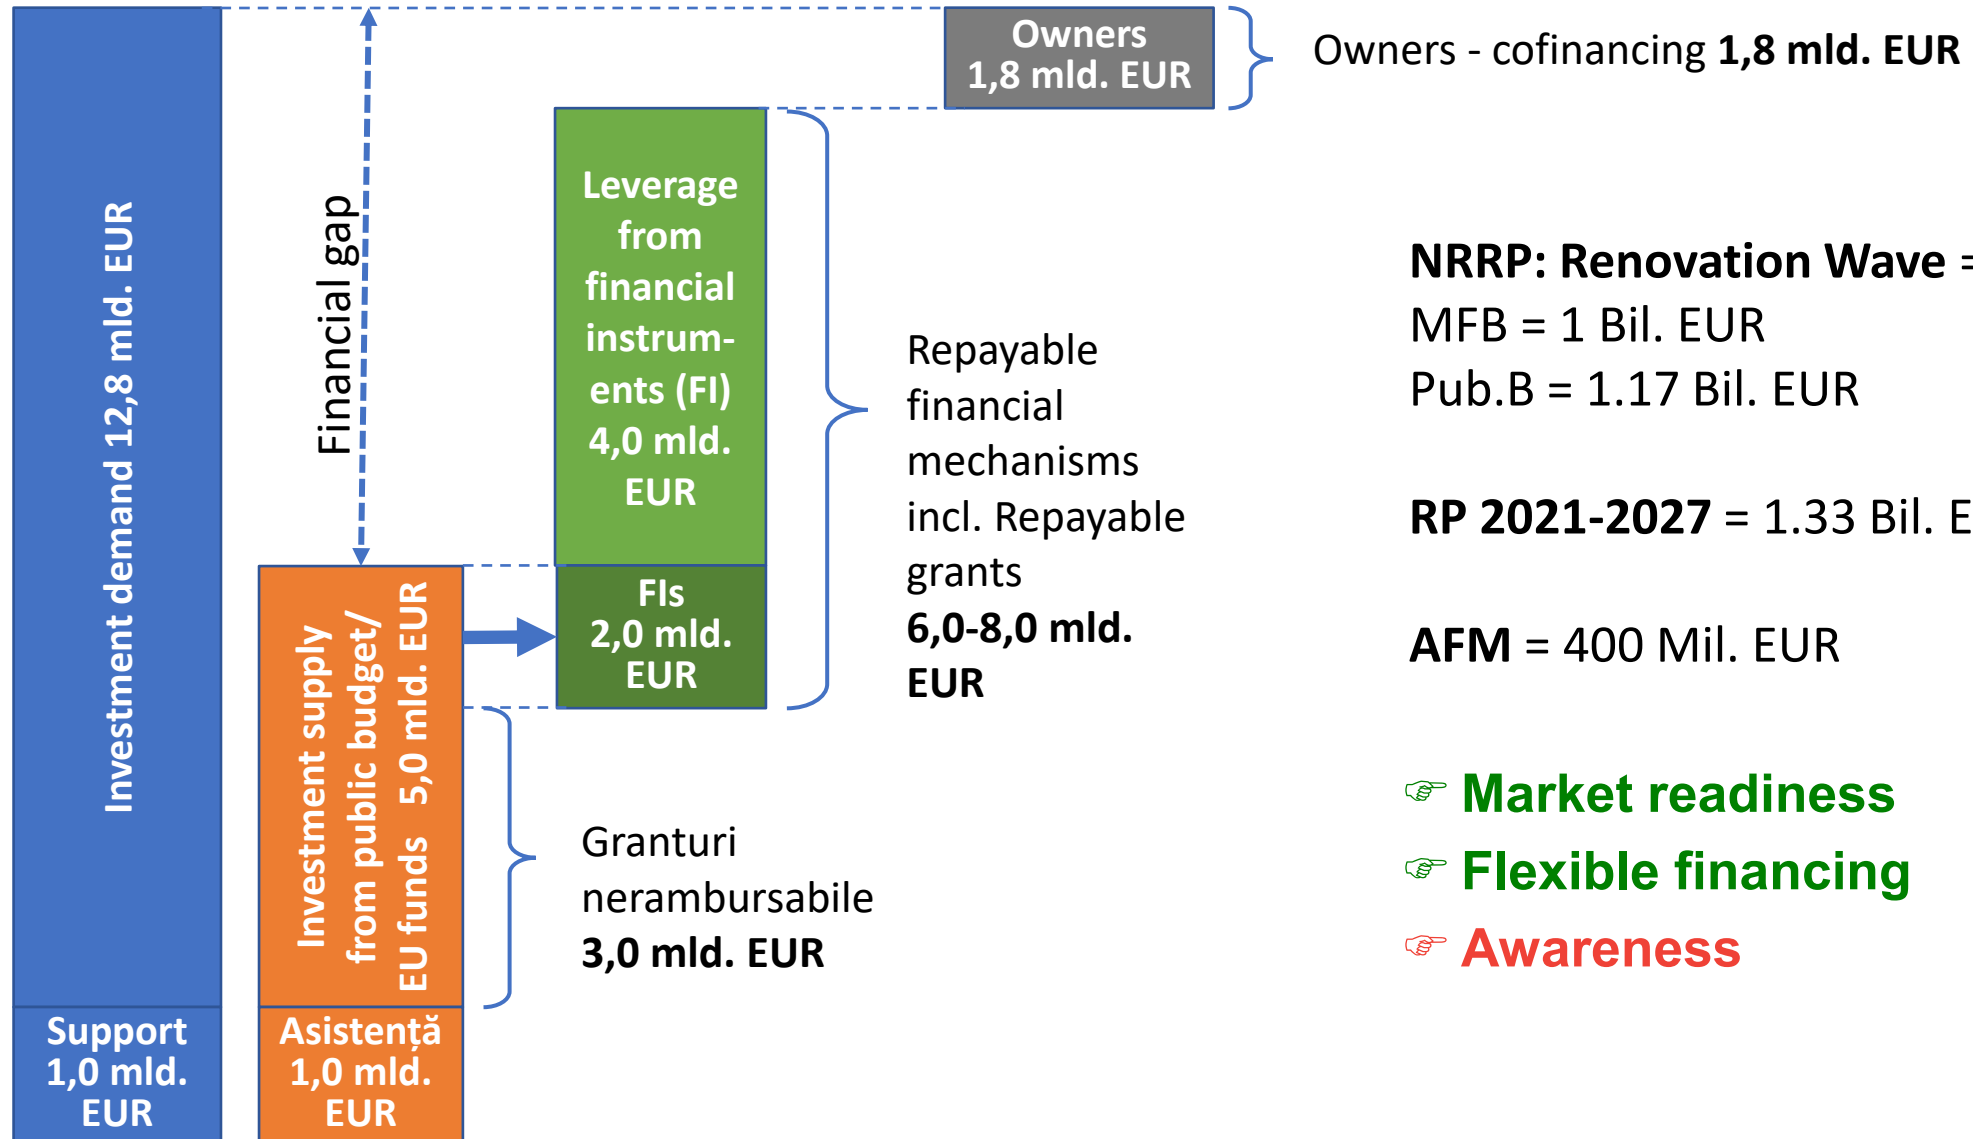 Investment demand 12,8 mld. EUR
Support
1,0 mld.
EUR
Financial gap
Investment supply
from public budget/
EU funds 5,0 mld. EUR
Asistență
1,0 mld.
EUR
Leverage
from
financial
instrum-
ents (FI)
4,0 mld.
EUR
FIs
2,0 mld.
EUR
Granturi
nerambursabile
3,0 mld. EUR
Repayable
financial
mechanisms
incl. Repayable
grants
6,0-8,0 mld.
EUR
Owners
1,8 mld. EUR
Owners - cofinancing 1,8 mld. EUR
NRRP: Renovation Wave =
MFB = 1 Bil. EUR
Pub.B = 1.17 Bil. EUR
RP 2021-2027 = 1.33 Bil. E
AFM = 400 Mil. EUR
☞ Market readiness
☞ Flexible financing
☞ Awareness